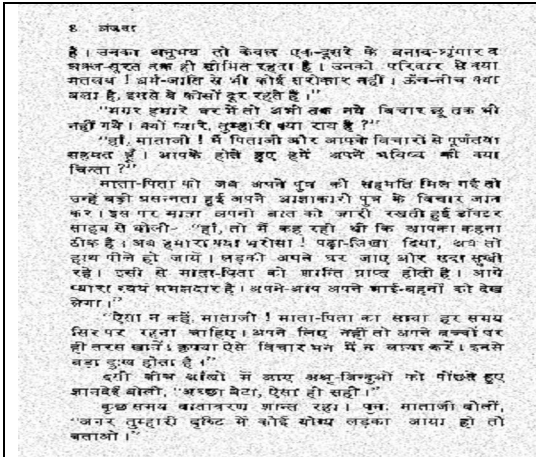 8 अंजवा
है। उनका अनुभव तो केवल एक-दूसरे के बनाव-श्रृंगार व
शक्ल-सूरत तक ही सीमित रहता है। उनको परिवार से क्या
मतलब! धर्म-जाति से भी कोई सरोकार नहीं। ऊँच-नीच क्या
बला है, इससे वे कोसों दूर रहते हैं।"
"मगर हमारे घर में तो अभी तक नये विचार छू तक भी
नहीं गये। क्यों प्यारे, तुम्हारी क्या राय है?"
"हाँ, माताजी! मैं पिताजी और आपके विचारों से पूर्णतया
सहमत हूँ। आपके होते हुए हमें अपने भविष्य की क्या
चिन्ता?"
माता-पिता को जब अपने पुत्र की सहमति मिल गई तो
उन्हें बड़ी प्रसन्नता हुई अपने आज्ञाकारी पुत्र के विचार जान
कर। इस पर माता अपनी बात को जारी रखती हुई डॉक्टर
साहब से बोली- "हाँ, तो मैं कह रही थी कि आपका कहना
ठीक है। अब हमारा क्या भरोसा! पढ़ा-लिखा दिया, अब तो
हाथ पीले हो जायें। लड़की अपने घर जाए और सदा सुखी
रहे। इसी से माता-पिता को शान्ति प्राप्त होती है। आगे
प्यारा स्वयं समझदार है। अपने-आप अपने भाई-बहनों को देख
लेगा।"
"ऐसा न कहें, माताजी! माता-पिता का साया हर समय
सिर पर रहना चाहिए। अपने लिए नहीं तो अपने बच्चों पर
ही तरस खायें। कृपया ऐसे विचार मन में न लाया करें। इनसे
बड़ा दुःख होता है।"
इसी बीच आँखों में आए अश्रु-बिन्दुओं को पोंछते हुए
ज्ञानदेई बोली, "अच्छा बेटा, ऐसा ही सही।"
कुछ समय वातावरण शान्त रहा। पुनः माताजी बोलीं,
"अगर तुम्हारी दृष्टि में कोई योग्य लड़का आया हो तो
बताओ।"